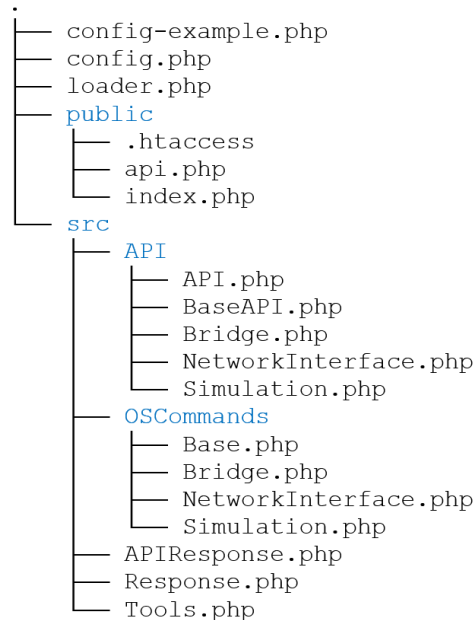 .
config-example.php
config.php
loader.php
public
.htaccess
api.php
index.php
src
API
API.php
BaseAPI.php
Bridge.php
NetworkInterface.php
Simulation.php
OSCommands
Base.php
Bridge.php
NetworkInterface.php
Simulation.php
APIResponse.php
Response.php
Tools.php